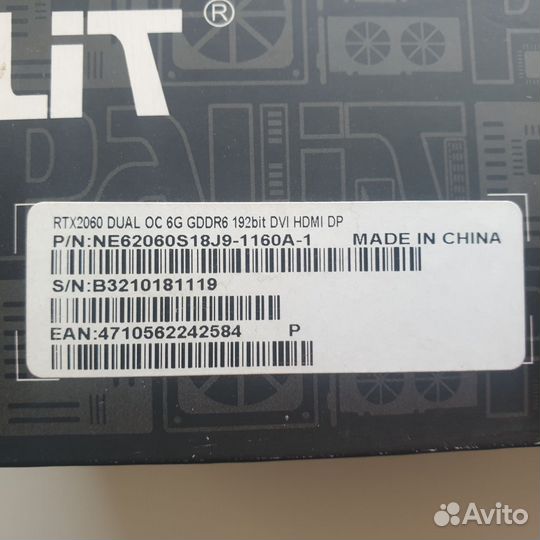 LiT®
PALiT
RTX2060 DUAL OC 6G GDDR6 192bit DVI HDMI DP
P/N:NE62060S18J9-1160A-1 MADE IN CHINA
S/N:B3210181119
EAN:4710562242584 P
Avito